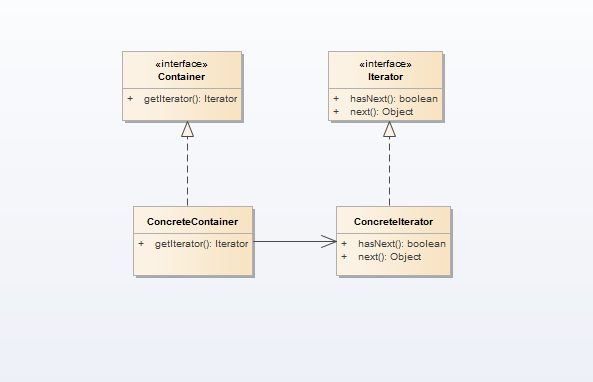 «interface»
Container
+ getIterator(): Iterator
«interface»
Iterator
+ hasNext(): boolean
+ next(): Object
ConcreteContainer
+ getIterator(): Iterator
ConcreteIterator
+ hasNext(): boolean
+ next(): Object